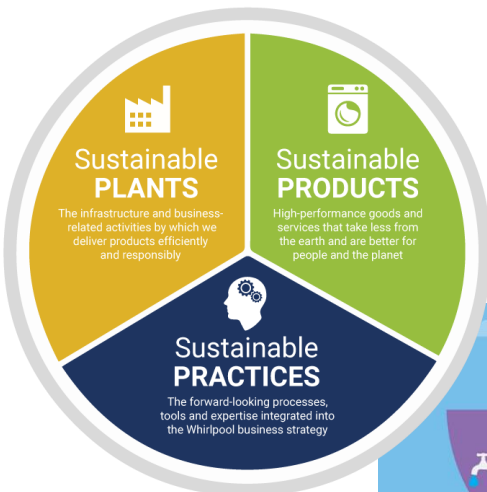 Sustainable
PLANTS
The infrastructure and business-
related activities by which we
deliver products efficiently
and responsibly
Sustainable
PRODUCTS
High-performance goods and
services that take less from
the earth and are better for
people and the planet
Sustainable
PRACTICES
The forward-looking processes,
tools and expertise integrated into
the Whirlpool business strategy